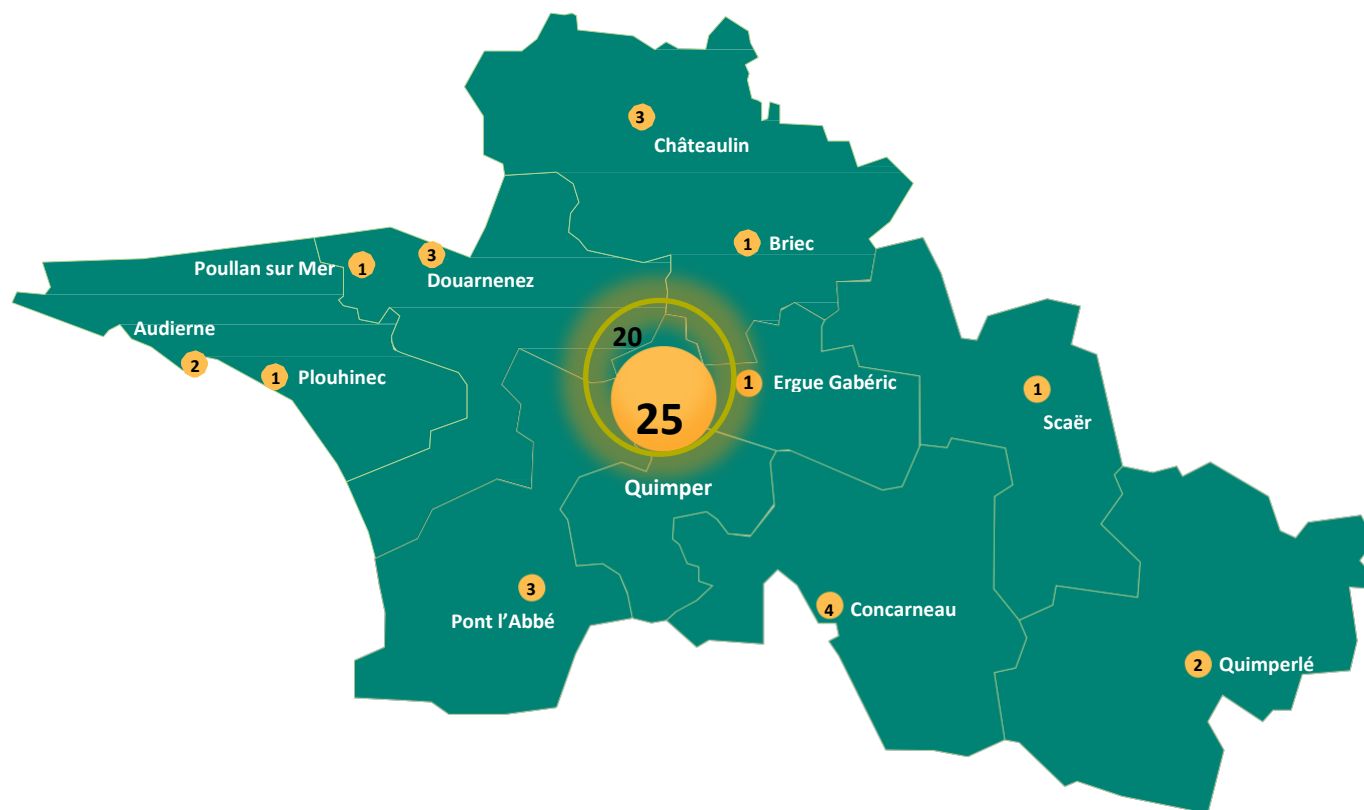 3
Châteaulin
1
Briec
3
Poullan sur Mer
1
Douarnenez
Audierne
20
2
1
Plouhinec
1
Ergue Gabéric
1
25
Scaër
Quimper
3
4
Concarneau
Pont l’Abbé
2
Quimperlé